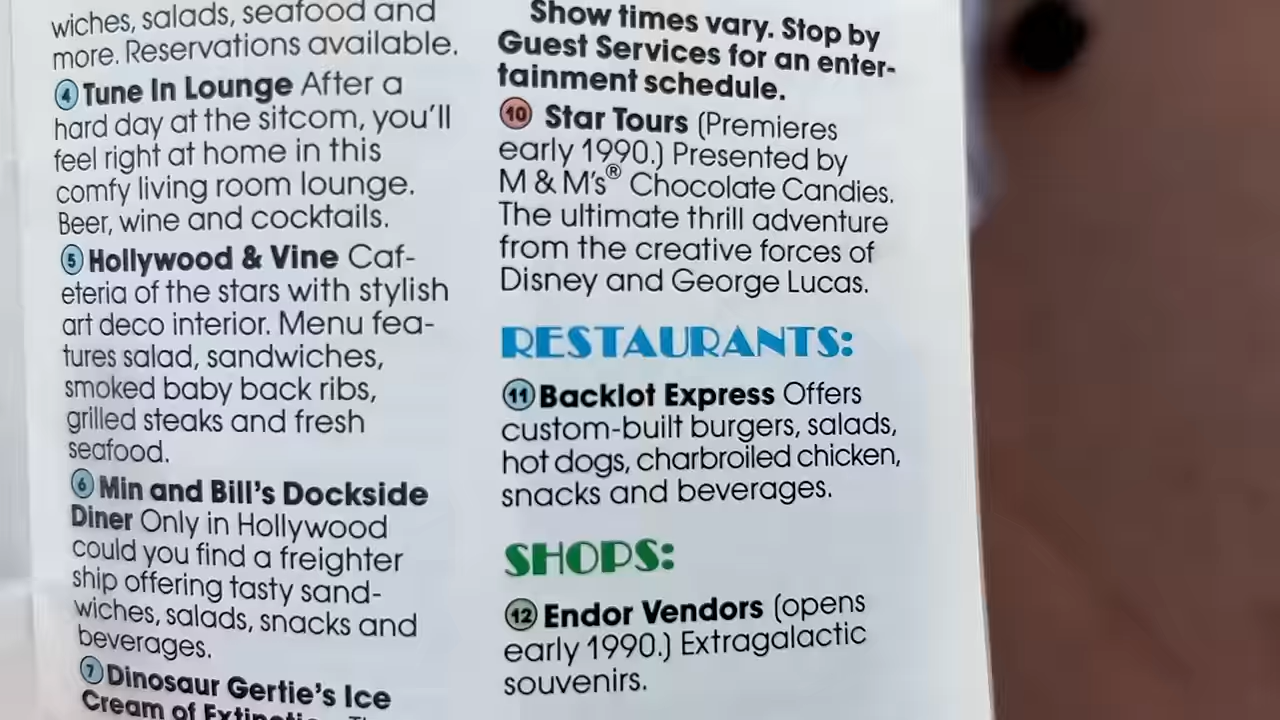 wiches, salads, seafood and
more. Reservations available.
4 Tune In Lounge After a
hard day at the sitcom, you'll
feel right at home in this
comfy living room lounge.
Beer, wine and cocktails.
5 Hollywood & Vine Caf-
eteria of the stars with stylish
art deco interior. Menu fea-
tures salad, sandwiches,
smoked baby back ribs,
grilled steaks and fresh
seafood.
6 Min and Bill's Dockside
Diner Only in Hollywood
could you find a freighter
ship offering tasty sand-
wiches, salads, snacks and
beverages.
7 Dinosaur Gertie's Ice
Cream of
Show times vary. Stop by
Guest Services for an enter-
tainment schedule.
10 Star Tours (Premieres
early 1990.) Presented by
M & M's® Chocolate Candies.
The ultimate thrill adventure
from the creative forces of
Disney and George Lucas.
RESTAURANTS:
11 Backlot Express Offers
custom-built burgers, salads,
hot dogs, charbroiled chicken,
snacks and beverages.
SHOPS:
12 Endor Vendors (opens
early 1990.) Extragalactic
souvenirs.